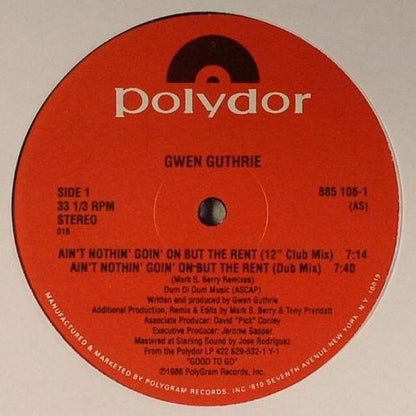 polydor
GWEN GUTHRIE
SIDE 1
33 1/3 RPM
STEREO
018
885 106-1
(AS)
AIN'T NOTHIN' GOIN' ON BUT THE RENT (12" Club Mix) 7:14
AIN'T NOTHIN' GOIN' ON BUT THE RENT (Dub Mix) 7:40
(Mark S. Berry Remixes)
Dum Di Dum Music (ASCAP)
Written and produced by Gwen Guthrie
Additional Production, Remix & Edits by Mark S. Berry & Tony Prendatt
Associate Producer: David "Pick" Conley
Executive Producer: Jerome Gasper
Mastered at Sterling Sound by Jose Rodriguez
From the Polydor LP 422 829-532-1 Y-1
"GOOD TO GO"
©1986 PolyGram Records, Inc.
MANUFACTURED & MARKETED BY POLYGRAM RECORDS, INC. 810 SEVENTH AVENUE, NEW YORK, N.Y. 10019